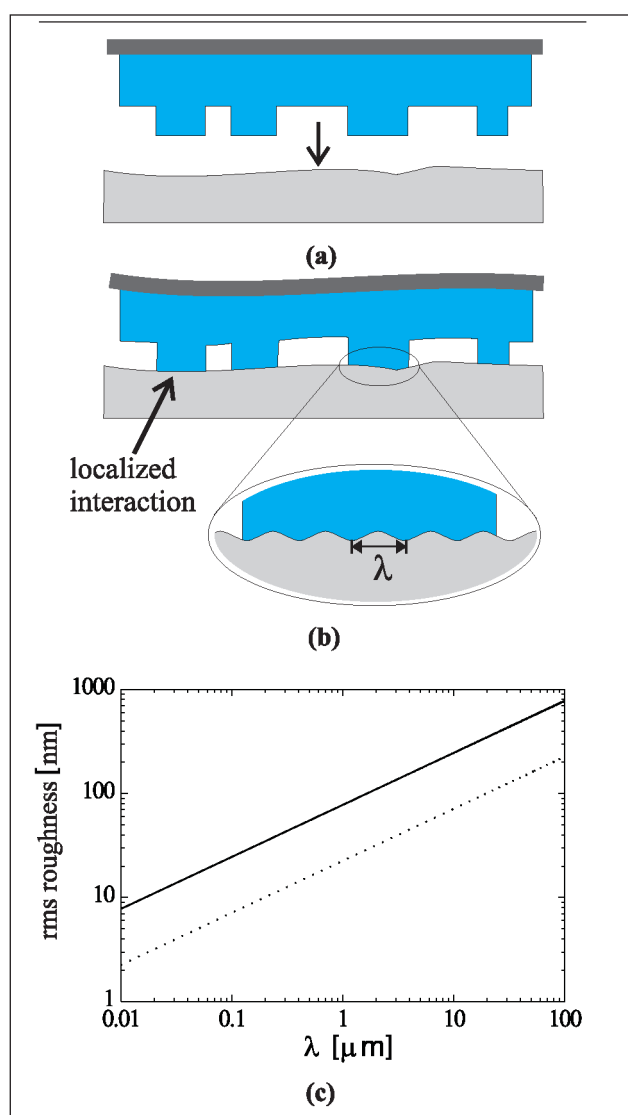 (a)
localized
interaction
λ
(b)
rms roughness [nm]
1000
100
10
1
0.01 0.1 1 10 100
λ [μm]
(c)